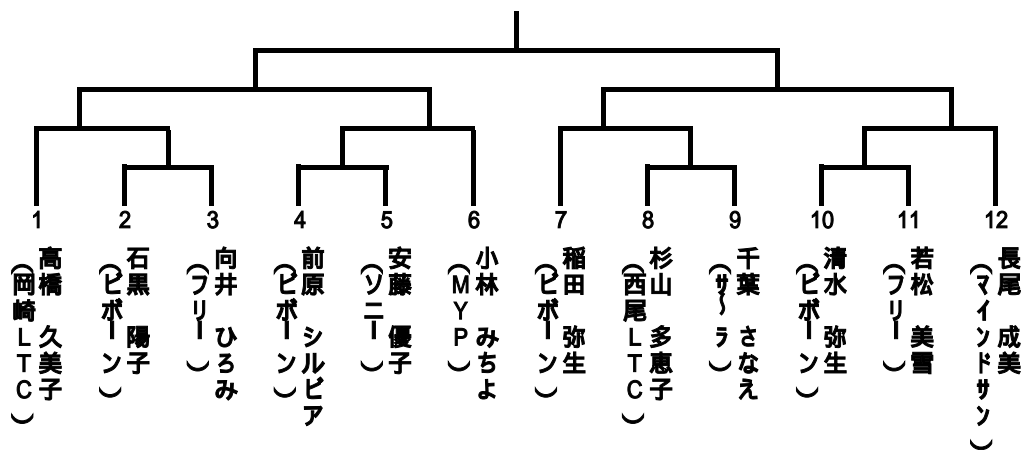 1
高橋 久美子
(岡崎LTC)
2
石黒 陽子
(ビボーン)
3
向井 ひろみ
(フリー)
4
前原 シルビア
(ビボーン)
5
安藤 優子
(ソニー)
6
小林 みちよ
(MYP)
7
稲田 弥生
(ビボーン)
8
杉山 多恵子
(西尾LTC)
9
千葉 さなえ
(サ~ラ)
10
清水 弥生
(ビボーン)
11
若松 美雪
(フリー)
12
長尾 成美
(マインドサン)